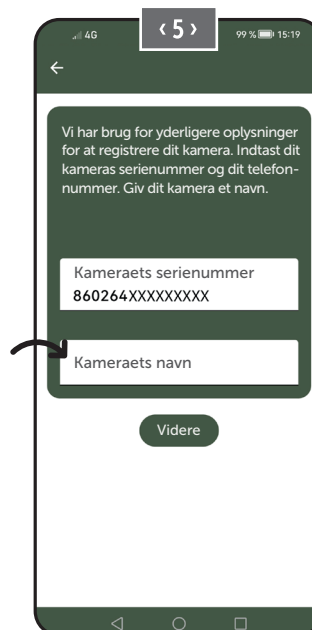 4G
‹ 5 ›
99 % 15:19
Vi har brug for yderligere oplysninger
for at registrere dit kamera. Indtast dit
kameras serienummer og dit telefon-
nummer. Giv dit kamera et navn.
Kameraets serienummer
860264XXXXXXXXX
Kameraets navn
Videre